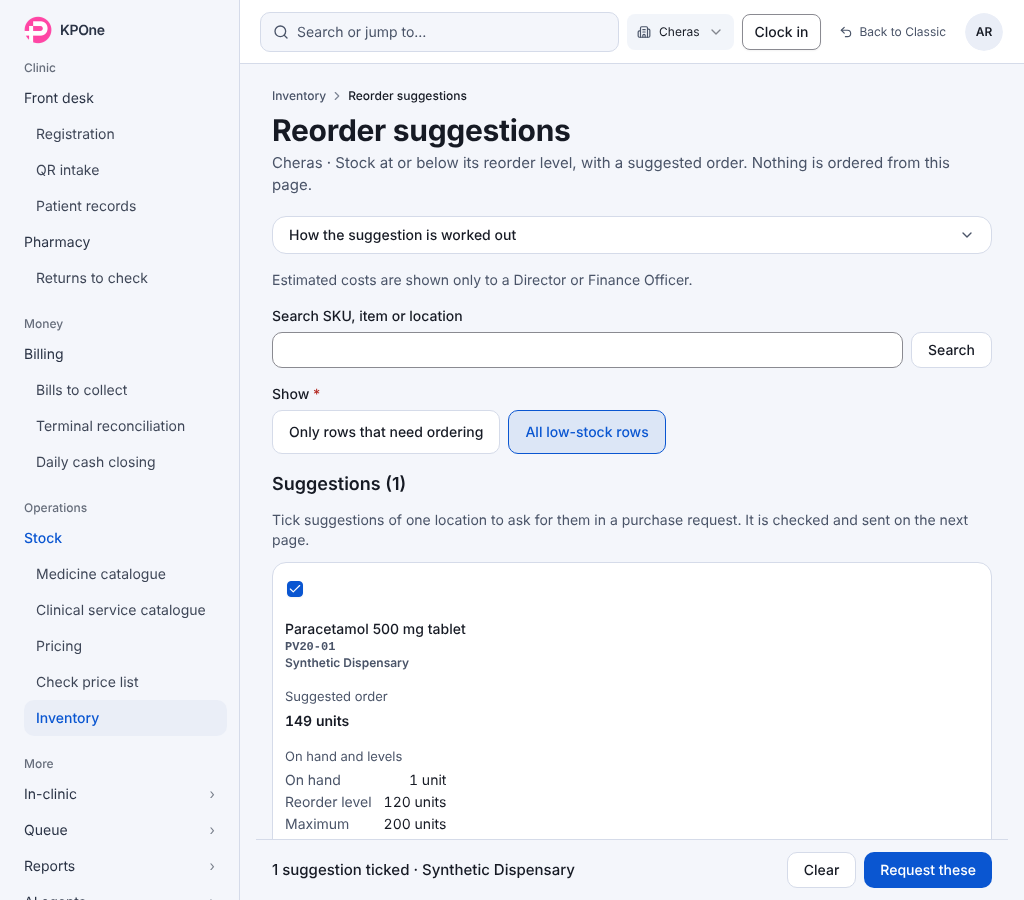 KPOne
Clinic
Front desk
Registration
QR intake
Patient records
Pharmacy
Returns to check
Money
Billing
Bills to collect
Terminal reconciliation
Daily cash closing
Operations
Stock
Medicine catalogue
Clinical service catalogue
Pricing
Check price list
Inventory
More
In-clinic
Queue
Reports
Search or jump to...
Cheras
Clock in
Back to Classic
AR
Inventory > Reorder suggestions
Reorder suggestions
Cheras · Stock at or below its reorder level, with a suggested order. Nothing is ordered from this
page.
How the suggestion is worked out
Estimated costs are shown only to a Director or Finance Officer.
Search SKU, item or location
Search
Show *
Only rows that need ordering
All low-stock rows
Suggestions (1)
Tick suggestions of one location to ask for them in a purchase request. It is checked and sent on the next
page.
Paracetamol 500 mg tablet
PV20-01
Synthetic Dispensary
Suggested order
149 units
On hand and levels
On hand 1 unit
Reorder level 120 units
Maximum 200 units
1 suggestion ticked · Synthetic Dispensary
Clear
Request these